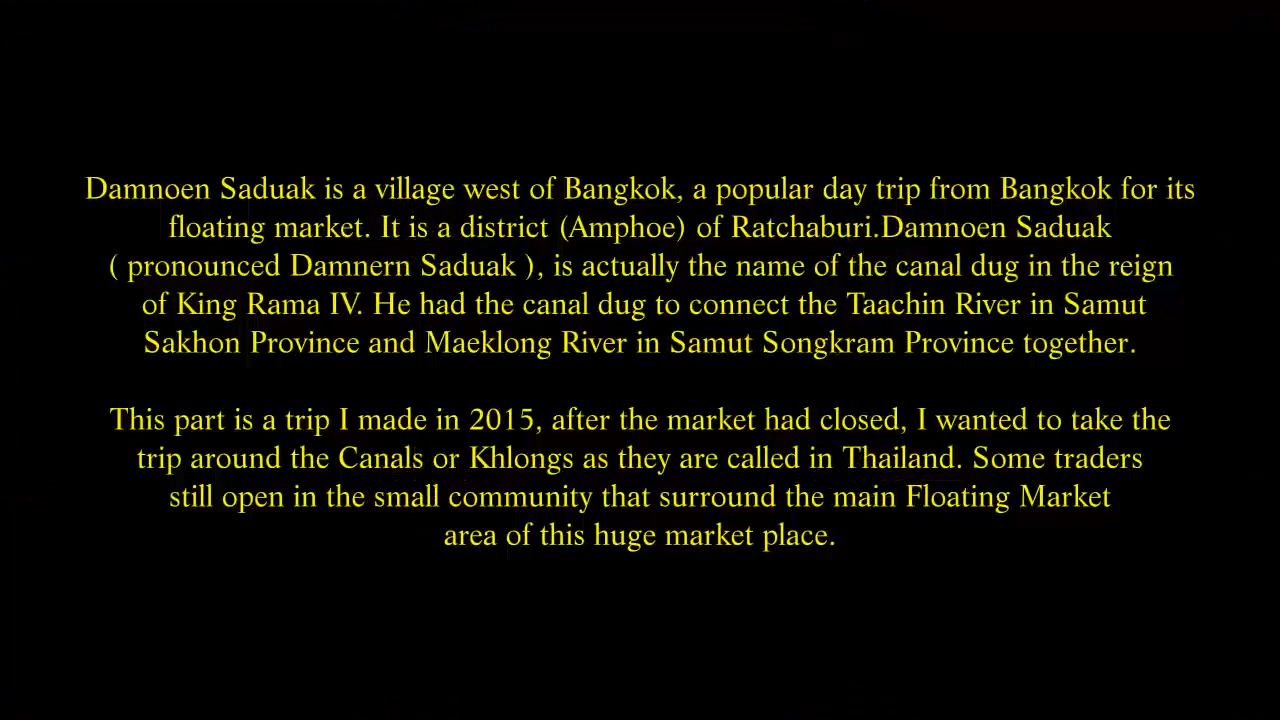 Damnoen Saduak is a village west of Bangkok, a popular day trip from Bangkok for its
floating market. It is a district (Amphoe) of Ratchaburi.Damnoen Saduak
( pronounced Damnern Saduak ), is actually the name of the canal dug in the reign
of King Rama IV. He had the canal dug to connect the Taachin River in Samut
Sakhon Province and Maeklong River in Samut Songkram Province together.
This part is a trip I made in 2015, after the market had closed, I wanted to take the
trip around the Canals or Khlongs as they are called in Thailand. Some traders
still open in the small community that surround the main Floating Market
area of this huge market place.